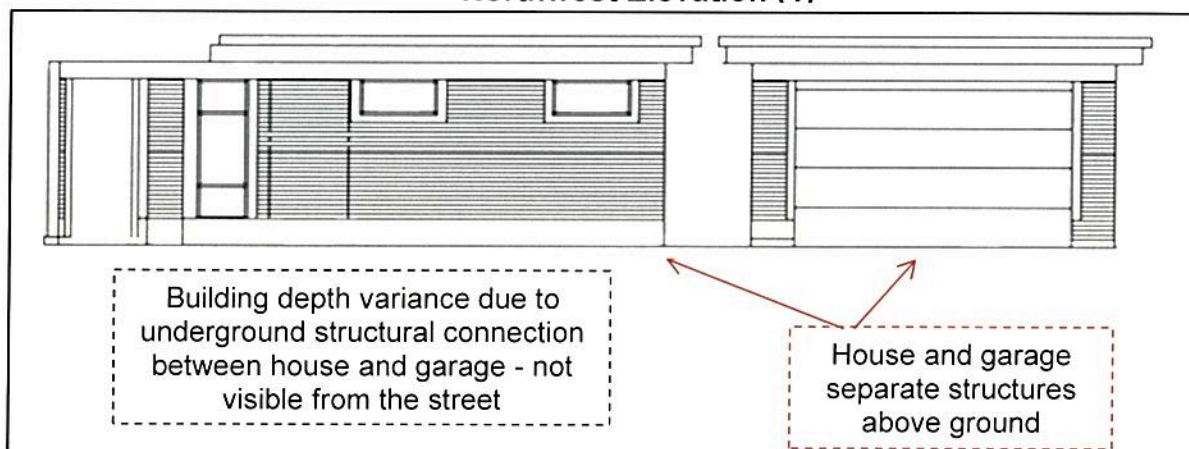 Building depth variance due to
underground structural connection
between house and garage - not
visible from the street
House and garage
separate structures
above ground